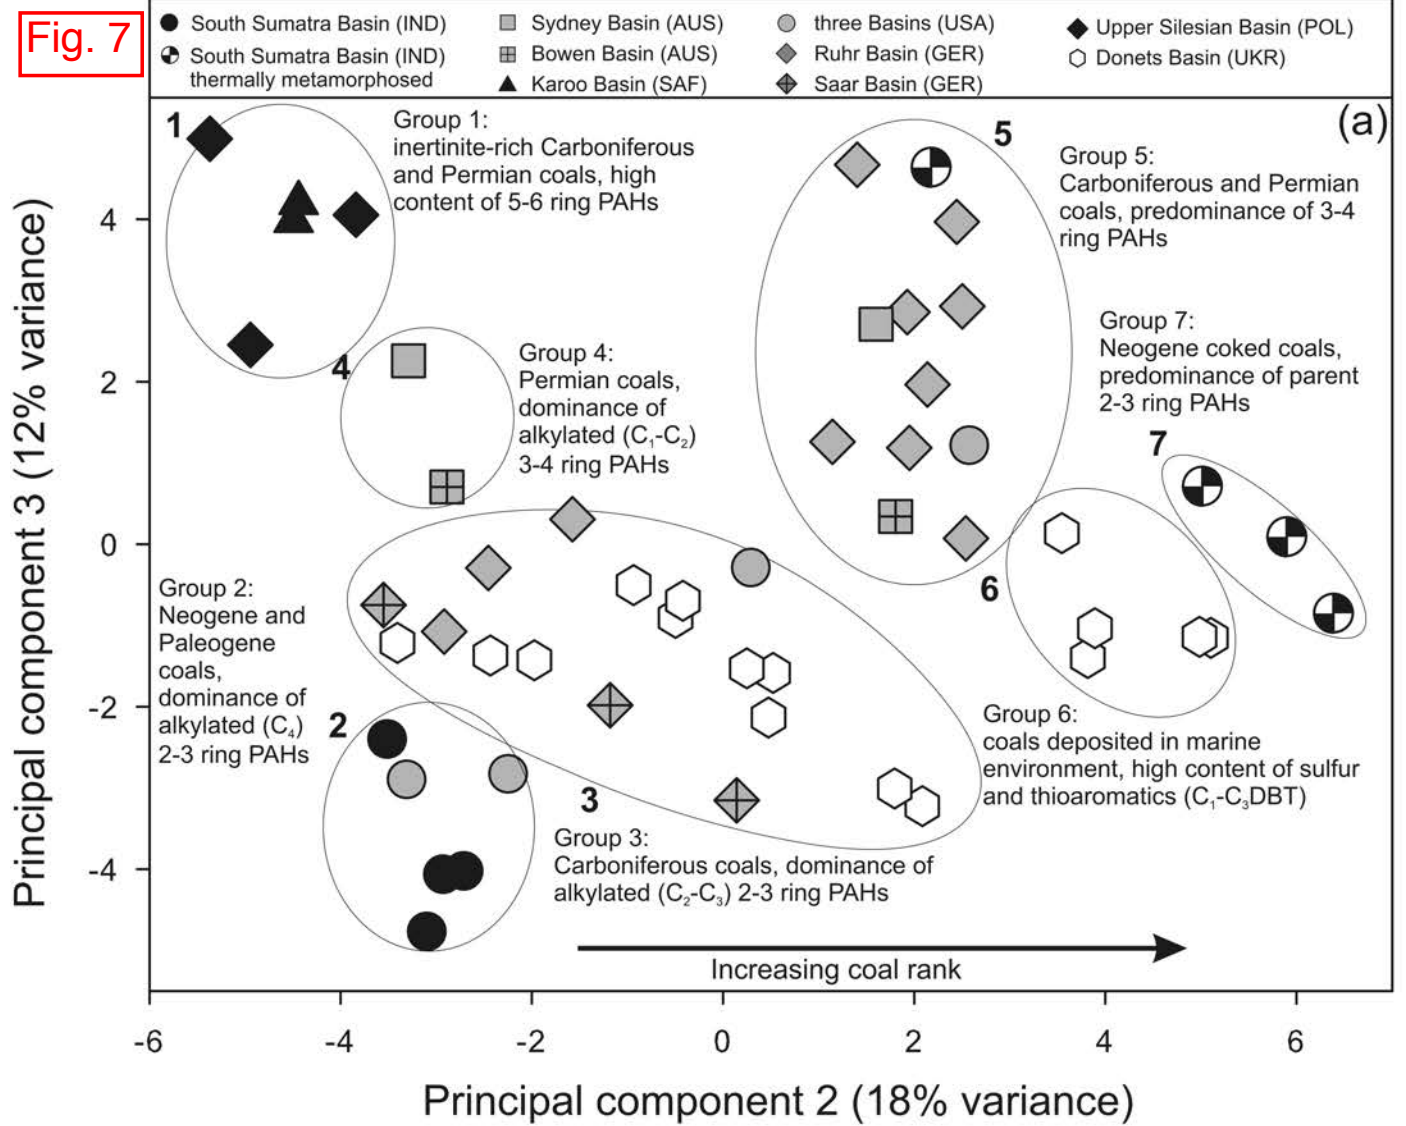 Fig. 7
South Sumatra Basin (IND)
South Sumatra Basin (IND)
thermally metamorphosed
Sydney Basin (AUS)
Bowen Basin (AUS)
Karoo Basin (SAF)
three Basins (USA)
Ruhr Basin (GER)
Saar Basin (GER)
Upper Silesian Basin (POL)
Donets Basin (UKR)
(a)
1
Group 1:
inertinite-rich Carboniferous
and Permian coals, high
content of 5-6 ring PAHs
5
Group 5:
Carboniferous and Permian
coals, predominance of 3-4
ring PAHs
4
Group 4:
Permian coals,
dominance of
alkylated (C₁-C₂)
3-4 ring PAHs
Group 7:
Neogene coked coals,
predominance of parent
2-3 ring PAHs
7
Group 2:
Neogene and
Paleogene
coals,
dominance of
alkylated (C₄)
2-3 ring PAHs
2
6
Group 6:
coals deposited in marine
environment, high content of sulfur
and thioaromatics (C₁-C₃DBT)
3
Group 3:
Carboniferous coals, dominance of
alkylated (C₂-C₃) 2-3 ring PAHs
Increasing coal rank
Principal component 3 (12% variance)
4
2
0
-2
-4
-6
-4
-2
0
2
4
6
Principal component 2 (18% variance)